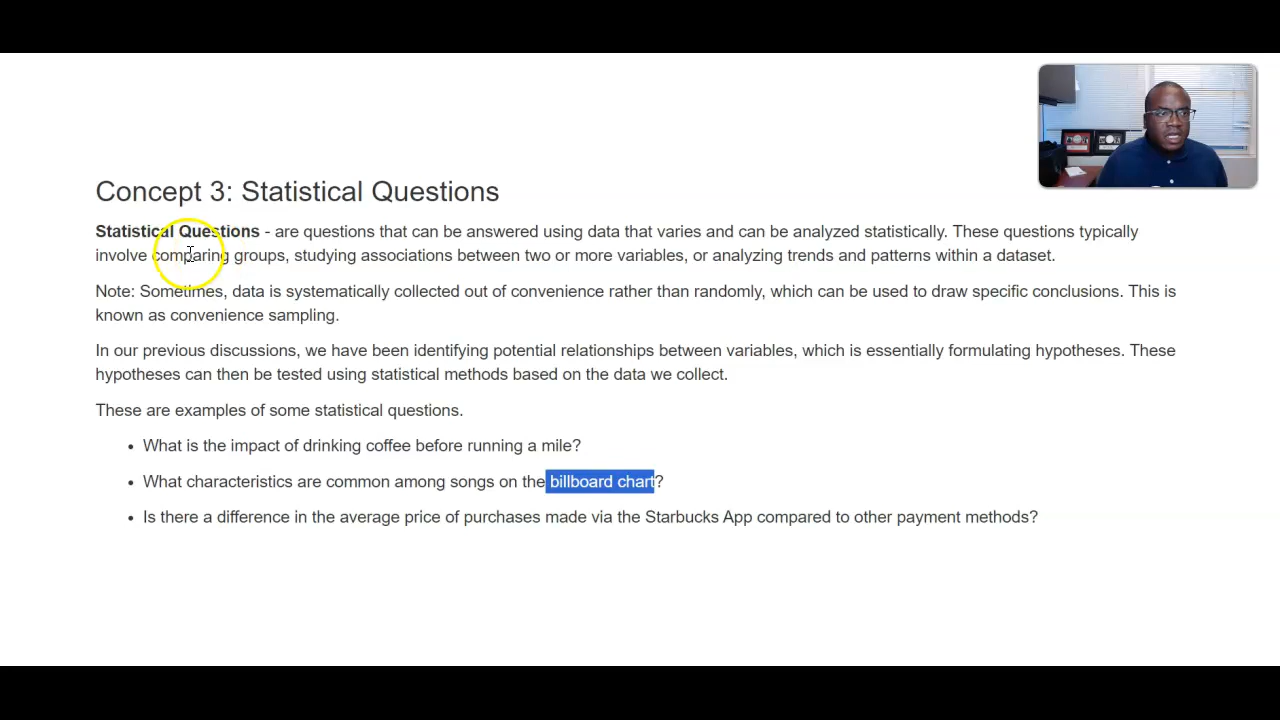 Concept 3: Statistical Questions
Statistical Questions - are questions that can be answered using data that varies and can be analyzed statistically. These questions typically
involve comparing groups, studying associations between two or more variables, or analyzing trends and patterns within a dataset.
Note: Sometimes, data is systematically collected out of convenience rather than randomly, which can be used to draw specific conclusions. This is
known as convenience sampling.
In our previous discussions, we have been identifying potential relationships between variables, which is essentially formulating hypotheses. These
hypotheses can then be tested using statistical methods based on the data we collect.
These are examples of some statistical questions.
• What is the impact of drinking coffee before running a mile?
• What characteristics are common among songs on the billboard chart?
• Is there a difference in the average price of purchases made via the Starbucks App compared to other payment methods?